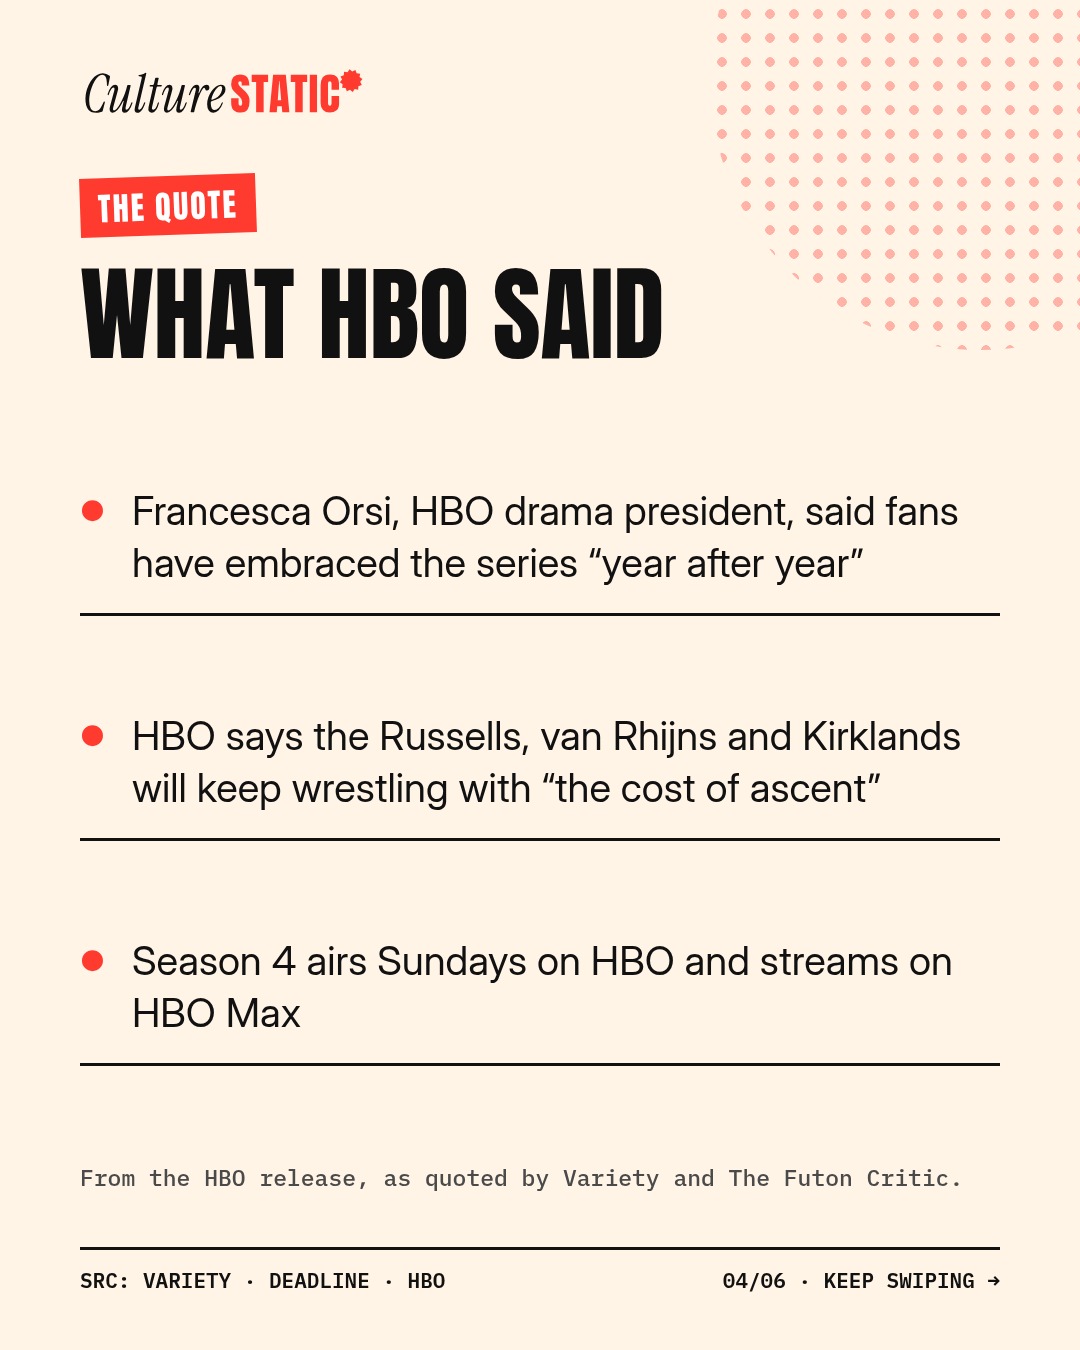 Culture STATIC
THE QUOTE
WHAT HBO SAID
Francesca Orsi, HBO drama president, said fans
have embraced the series “year after year”
HBO says the Russells, van Rhijns and Kirklands
will keep wrestling with “the cost of ascent”
Season 4 airs Sundays on HBO and streams on
HBO Max
From the HBO release, as quoted by Variety and The Futon Critic.
SRC: VARIETY · DEADLINE · HBO
04/06 · KEEP SWIPING →